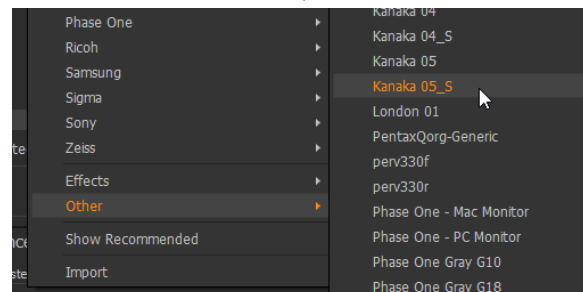 Phase One
Ricoh
Samsung
Sigma
Sony
Zeiss
Effects
Other
Show Recommended
Import
Kanaka 04
Kanaka 04_S
Kanaka 05
Kanaka 05_S
London 01
PentaxQorg-Generic
perv330f
perv330r
Phase One - Mac Monitor
Phase One - PC Monitor
Phase One Gray G10
Phase One Gray G18